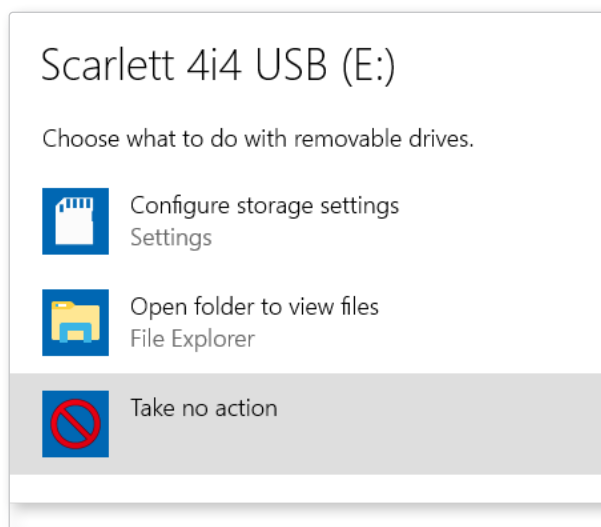 Scarlett 4i4 USB (E:)
Choose what to do with removable drives.
Configure storage settings
Settings
Open folder to view files
File Explorer
Take no action